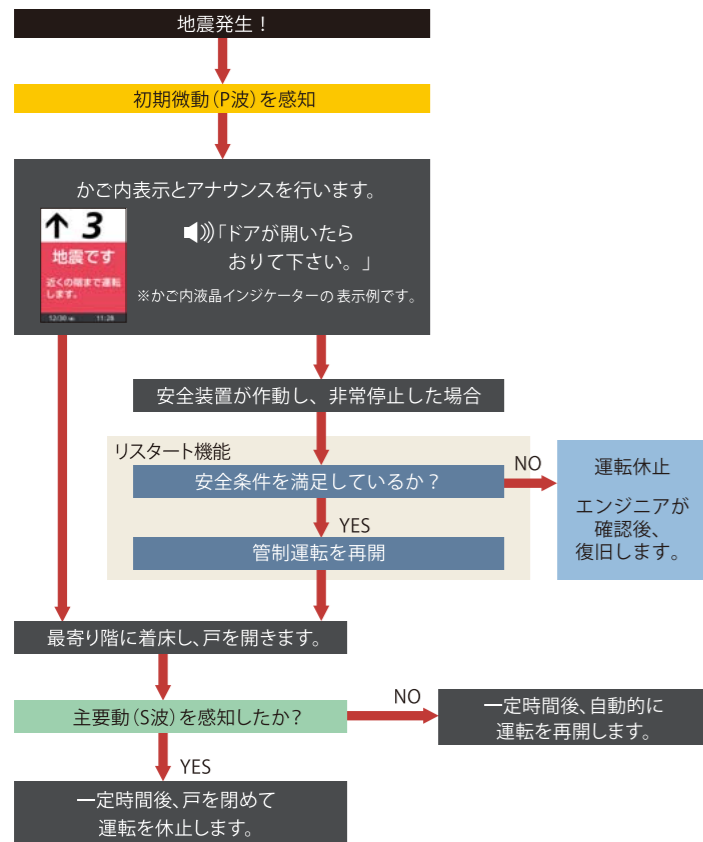 地震発生！
初期微動（P波）を感知
かご内表示とアナウンスを行います。
↑ 3
地震です
近くの階まで運転
します。
12/30 11:28
「ドアが開いたら
おりて下さい。」
※かご内液晶インジケーターの表示例です。
安全装置が作動し、非常停止した場合
リスタート機能
安全条件を満足しているか？
NO
運転休止
エンジニアが
確認後、
復旧します。
YES
管制運転を再開
最寄り階に着床し、戸を開きます。
主要動（S波）を感知したか？
NO
一定時間後、自動的に
運転を再開します。
YES
一定時間後、戸を閉めて
運転を休止します。